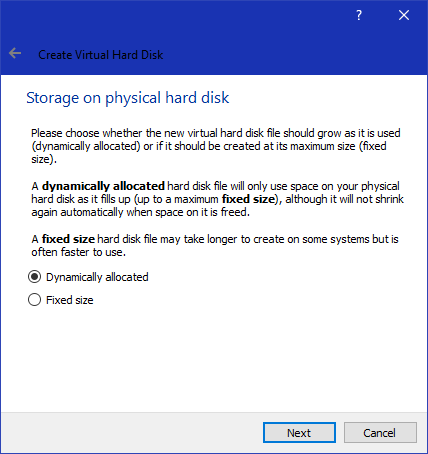 ?
Create Virtual Hard Disk
Storage on physical hard disk
Please choose whether the new virtual hard disk file should grow as it is used
(dynamically allocated) or if it should be created at its maximum size (fixed
size).
A dynamically allocated hard disk file will only use space on your physical
hard disk as it fills up (up to a maximum fixed size), although it will not shrink
again automatically when space on it is freed.
A fixed size hard disk file may take longer to create on some systems but is
often faster to use.
Dynamically allocated
Fixed size
Next
Cancel